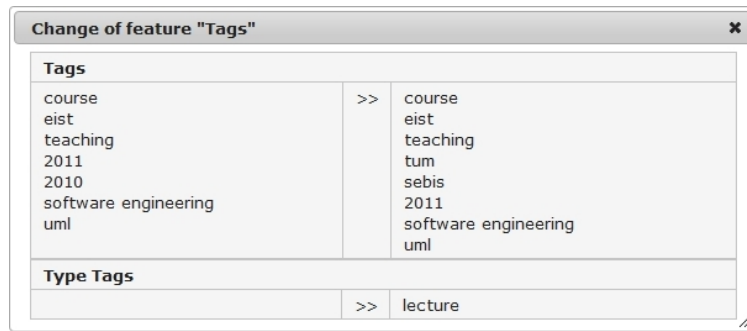 Change of feature "Tags"
Tags
course
eist
teaching
2011
2010
software engineering
uml
>>
course
eist
teaching
tum
sebis
2011
software engineering
uml
Type Tags
>> lecture